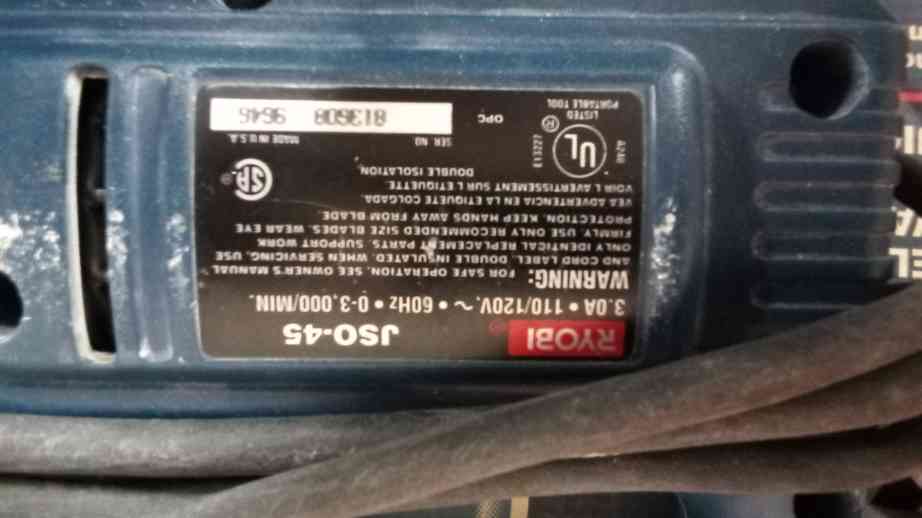 RYOBI® JSO-45
3.0A • 110/120V.~ • 60Hz • 0-3,000/MIN.
WARNING: FOR SAFE OPERATION, SEE OWNER'S MANUAL
AND CORD LABEL, DOUBLE INSULATED. WHEN SERVICING, USE
ONLY IDENTICAL REPLACEMENT PARTS. SUPPORT WORK
FIRMLY. USE ONLY RECOMMENDED SIZE BLADES. WEAR EYE
PROTECTION. KEEP HANDS AWAY FROM BLADE
VEA ADVERTENCIA EN LA ETIQUETE COLGADA.
VOIR L'AVERTISSEMENT SUR L'ETIQUETTE.
DOUBLE ISOLATION.
UL ®
LISTED
PORTABLE TOOL
SA
SER NO
MADE IN U.S.A.
OPC
813608 9646